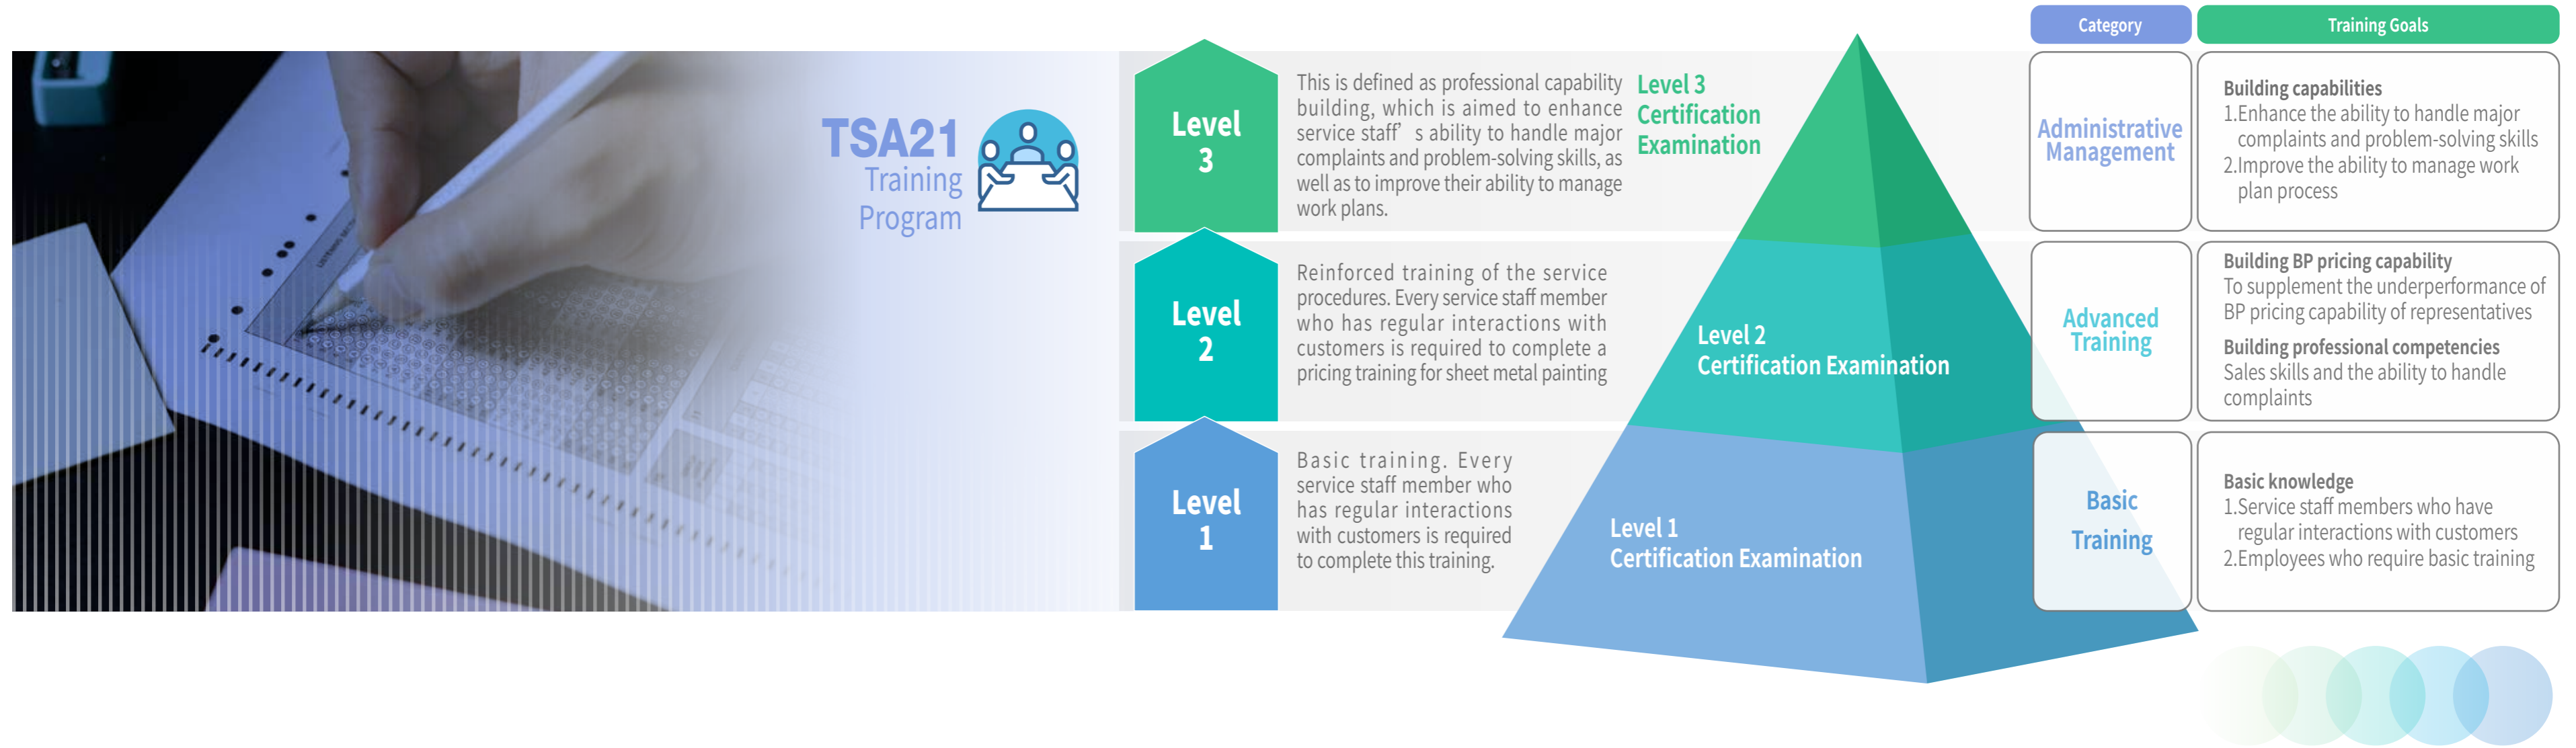 TSA21
Training
Program
Level
3
This is defined as professional capability
building, which is aimed to enhance
service staff’ s ability to handle major
complaints and problem-solving skills, as
well as to improve their ability to manage
work plans.
Level 3
Certification
Examination
Level
2
Reinforced training of the service
procedures. Every service staff member
who has regular interactions with
customers is required to complete a
pricing training for sheet metal painting
Level 2
Certification Examination
Level
1
Basic training. Every
service staff member who
has regular interactions
with customers is required
to complete this training.
Level 1
Certification Examination
Category
Training Goals
Administrative
Management
Building capabilities
1.Enhance the ability to handle major
complaints and problem-solving skills
2.Improve the ability to manage work
plan process
Advanced
Training
Building BP pricing capability
To supplement the underperformance of
BP pricing capability of representatives
Building professional competencies
Sales skills and the ability to handle
complaints
Basic
Training
Basic knowledge
1.Service staff members who have
regular interactions with customers
2.Employees who require basic training